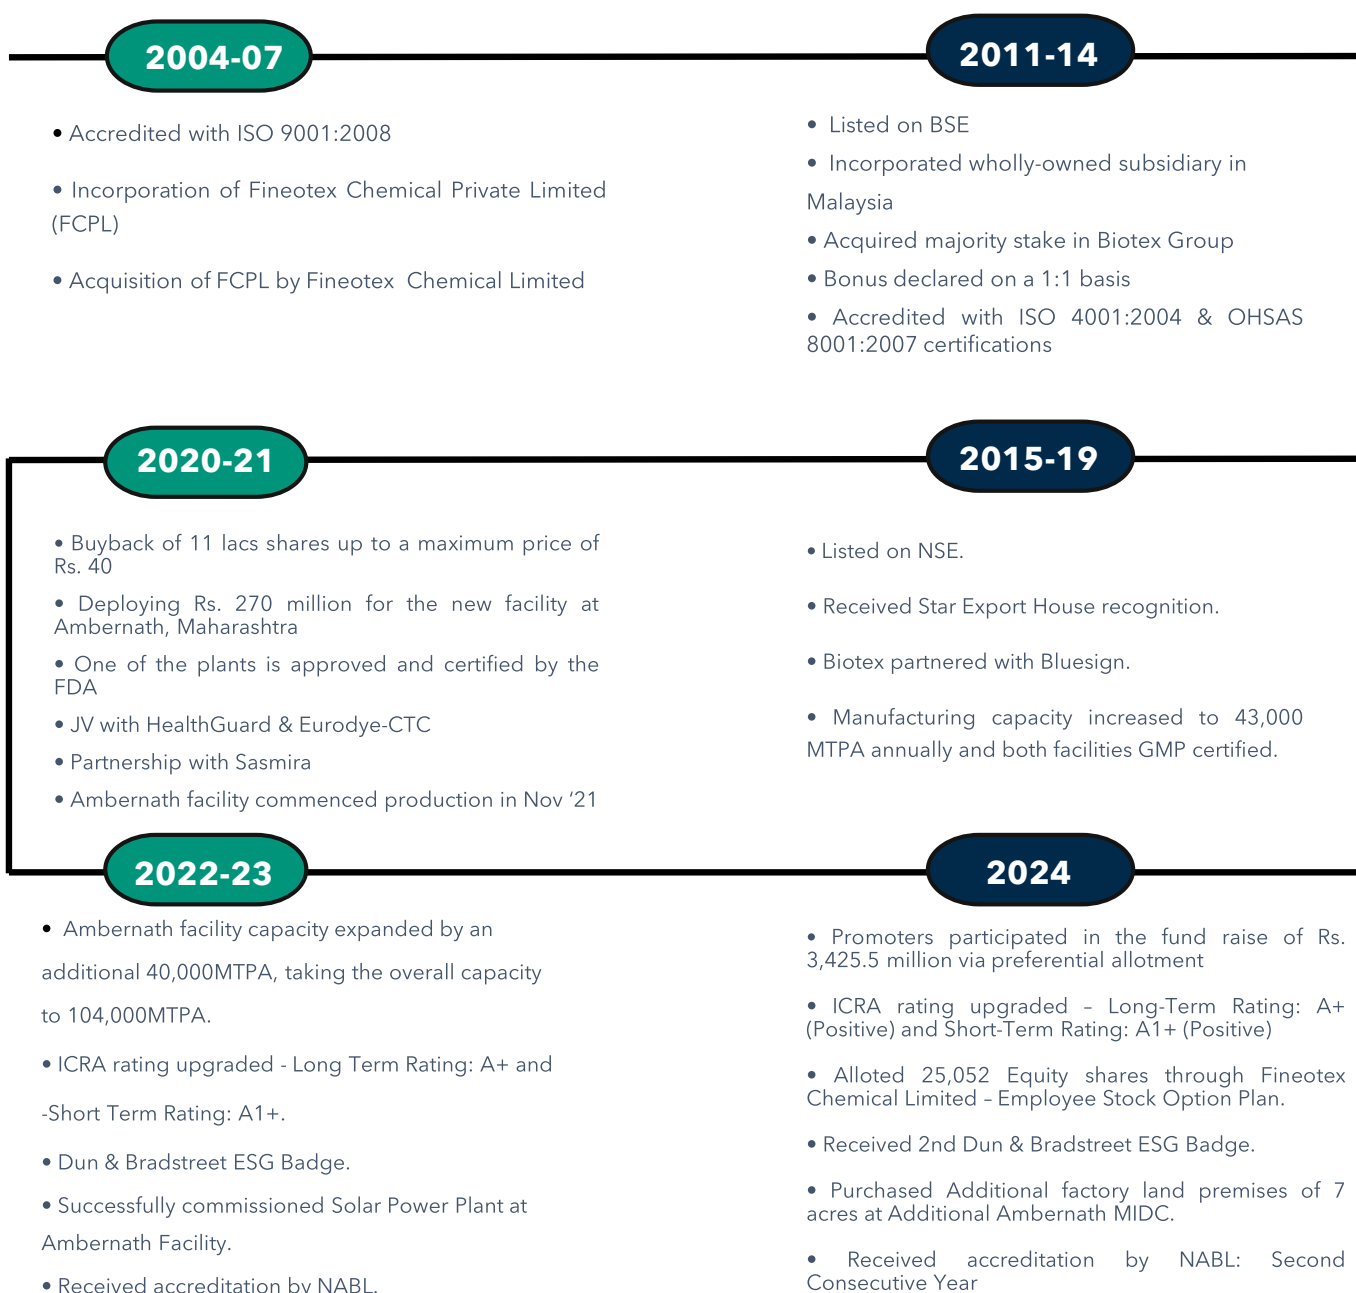 2004-07
• Accredited with ISO 9001:2008
• Incorporation of Fineotex Chemical Private Limited
(FCPL)
• Acquisition of FCPL by Fineotex Chemical Limited
2011-14
• Listed on BSE
• Incorporated wholly-owned subsidiary in
Malaysia
• Acquired majority stake in Biotex Group
• Bonus declared on a 1:1 basis
• Accredited with ISO 4001:2004 & OHSAS
8001:2007 certifications
2020-21
• Buyback of 11 lacs shares up to a maximum price of
Rs. 40
• Deploying Rs. 270 million for the new facility at
Ambernath, Maharashtra
• One of the plants is approved and certified by the
FDA
• JV with HealthGuard & Eurodye-CTC
• Partnership with Sasmira
• Ambernath facility commenced production in Nov ’21
2015-19
• Listed on NSE.
• Received Star Export House recognition.
• Biotex partnered with Bluesign.
• Manufacturing capacity increased to 43,000
MTPA annually and both facilities GMP certified.
2022-23
• Ambernath facility capacity expanded by an
additional 40,000MTPA, taking the overall capacity
to 104,000MTPA.
• ICRA rating upgraded - Long Term Rating: A+ and
-Short Term Rating: A1+.
• Dun & Bradstreet ESG Badge.
• Successfully commissioned Solar Power Plant at
Ambernath Facility.
• Received accreditation by NABL.
2024
• Promoters participated in the fund raise of Rs.
3,425.5 million via preferential allotment
• ICRA rating upgraded – Long-Term Rating: A+
(Positive) and Short-Term Rating: A1+ (Positive)
• Alloted 25,052 Equity shares through Fineotex
Chemical Limited – Employee Stock Option Plan.
• Received 2nd Dun & Bradstreet ESG Badge.
• Purchased Additional factory land premises of 7
acres at Additional Ambernath MIDC.
• Received accreditation by NABL: Second
Consecutive Year